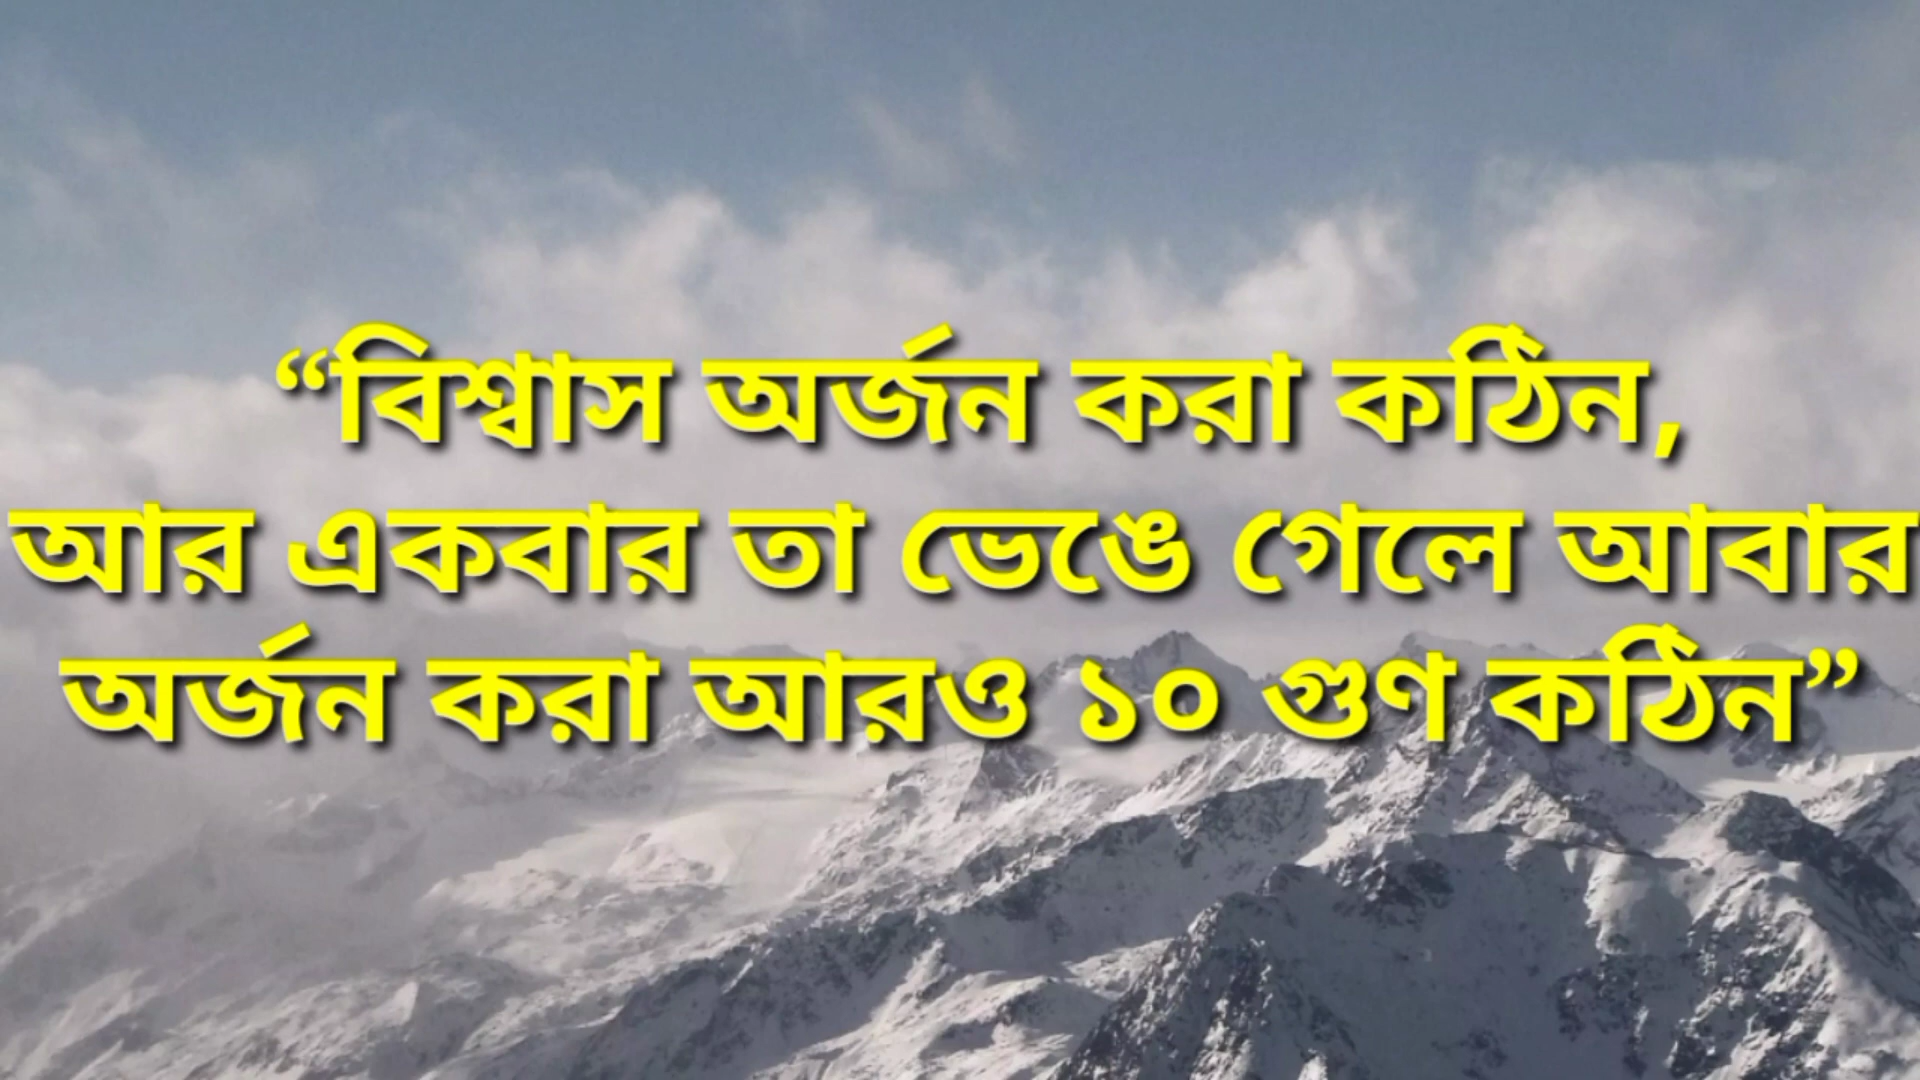 “বিশ্বাস অর্জন করা কঠিন,
আর একবার তা ভেঙে গেলে আবার
অর্জন করা আরও ১০ গুণ কঠিন”